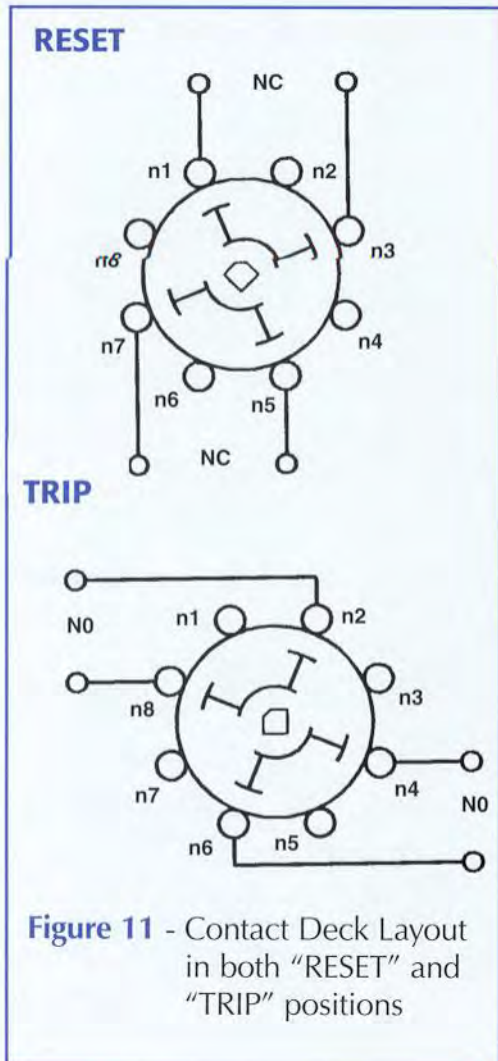 RESET
NC
n1
n2
n3
n4
n7
n6
n5
NC
TRIP
N0
n1
n2
n8
n3
n7
n4
N0
n6
n5
Figure 11 - Contact Deck Layout
in both “RESET” and
“TRIP” positions